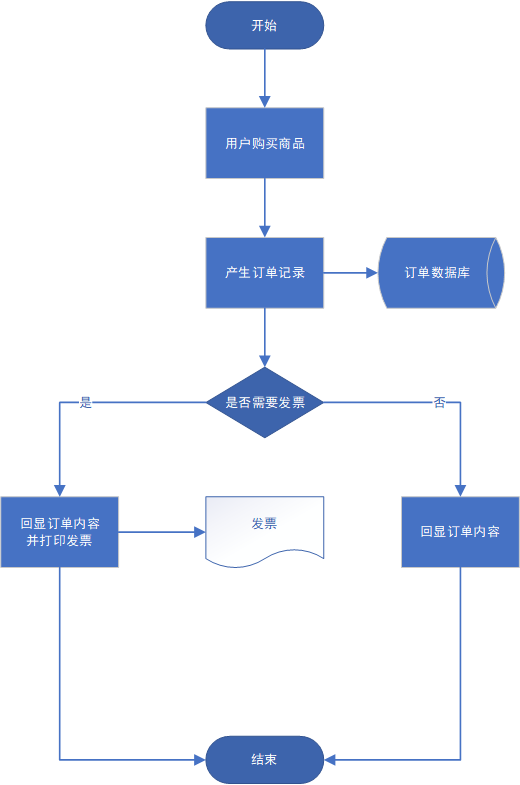 开始
用户购买商品
产生订单记录
订单数据库
是否需要发票
是
否
回显订单内容
并打印发票
发票
回显订单内容
结束